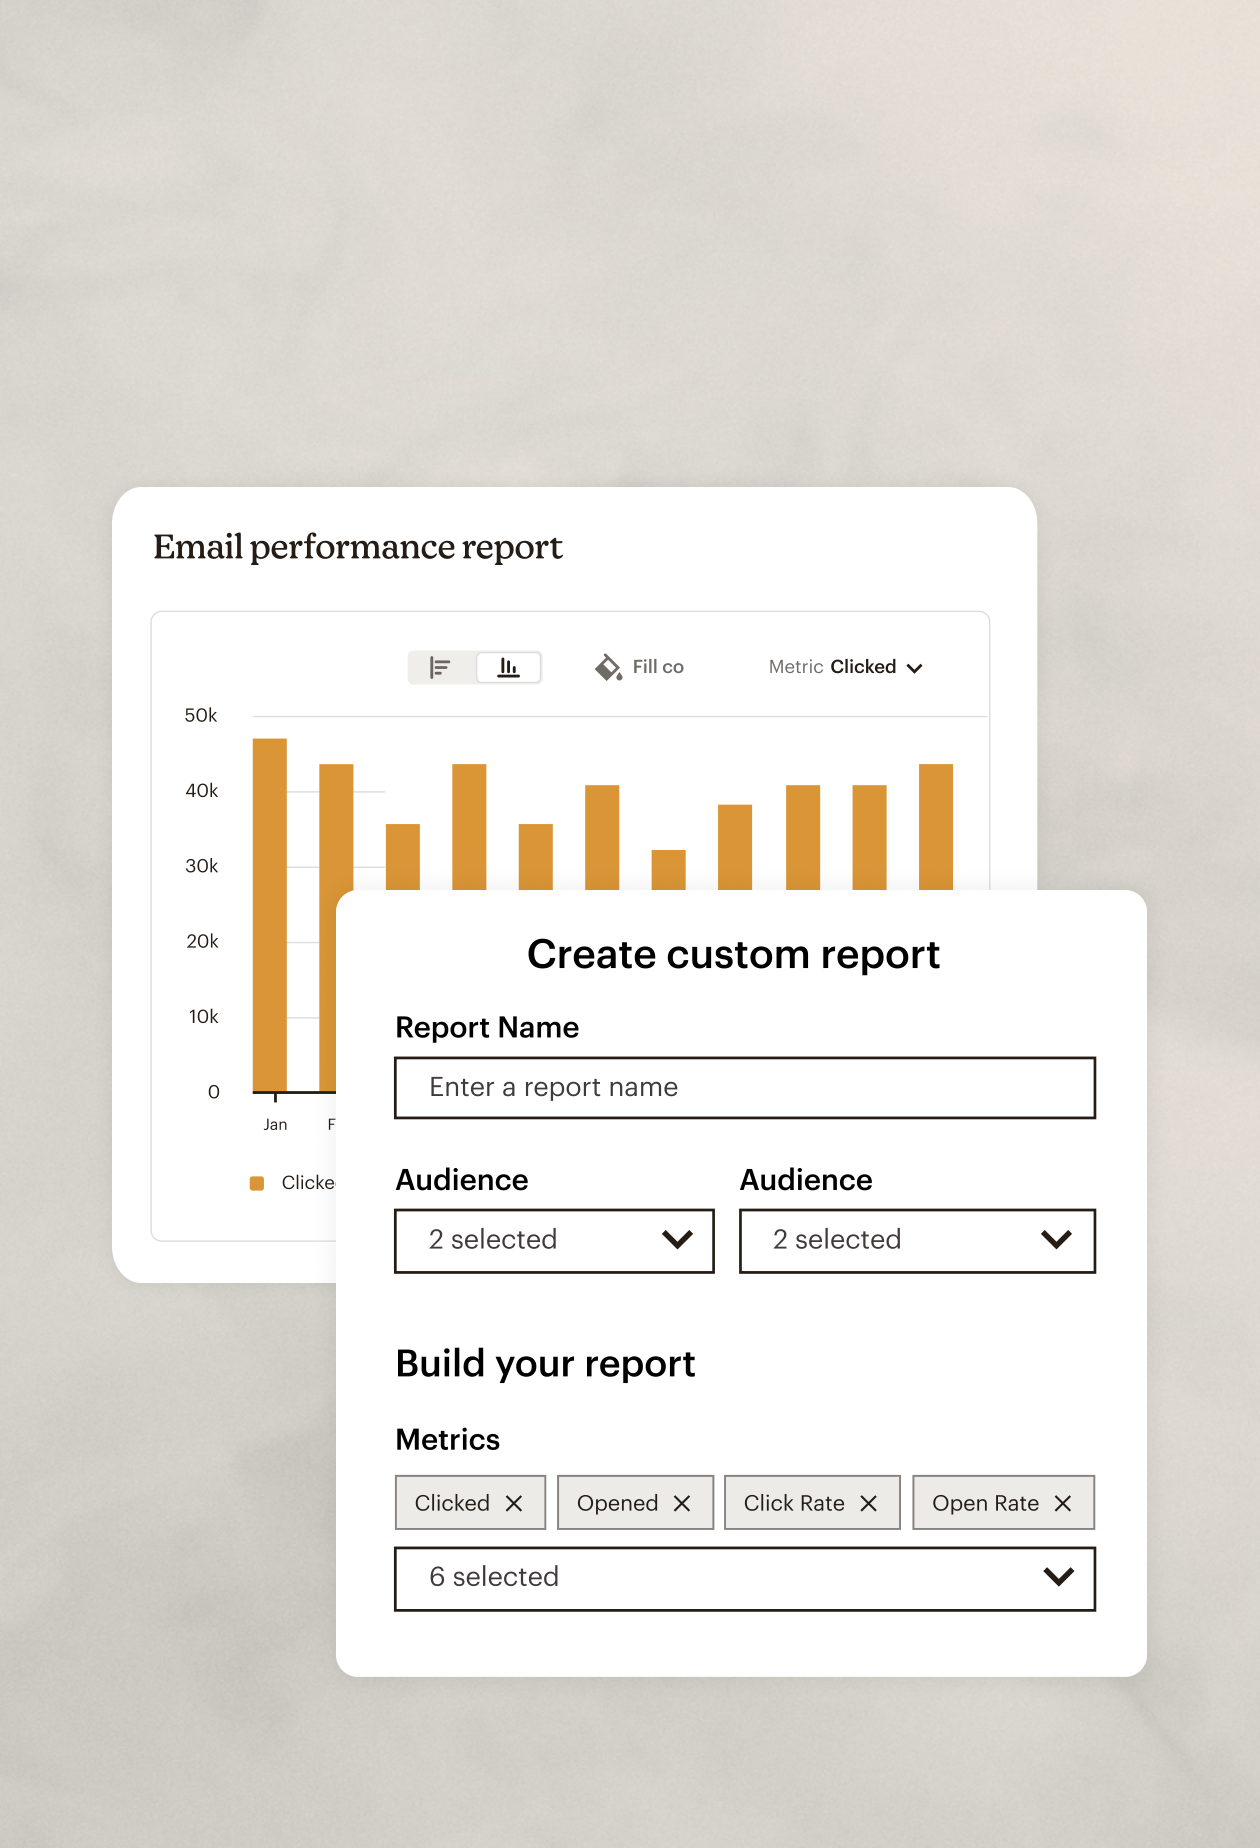 Email performance report
Fill co
Metric Clicked
50k
40k
30k
20k
10k
0
Jan
F
Clicke
Create custom report
Report Name
Enter a report name
Audience Audience
2 selected 2 selected
Build your report
Metrics
Clicked Opened Click Rate Open Rate
6 selected